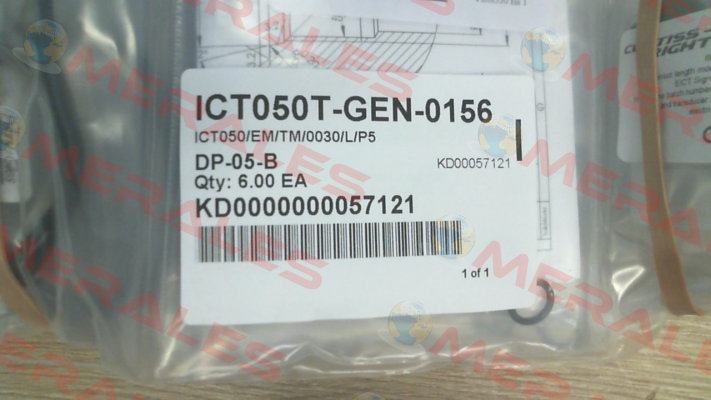 ICT050T-GEN-0156
ICT050/EM/TM/0030/L/P5
DP-05-B
KD00057121
Qty: 6.00 EA
KD0000000057121
1 of 1
MERALES
MERALES
MERALES
MERALES